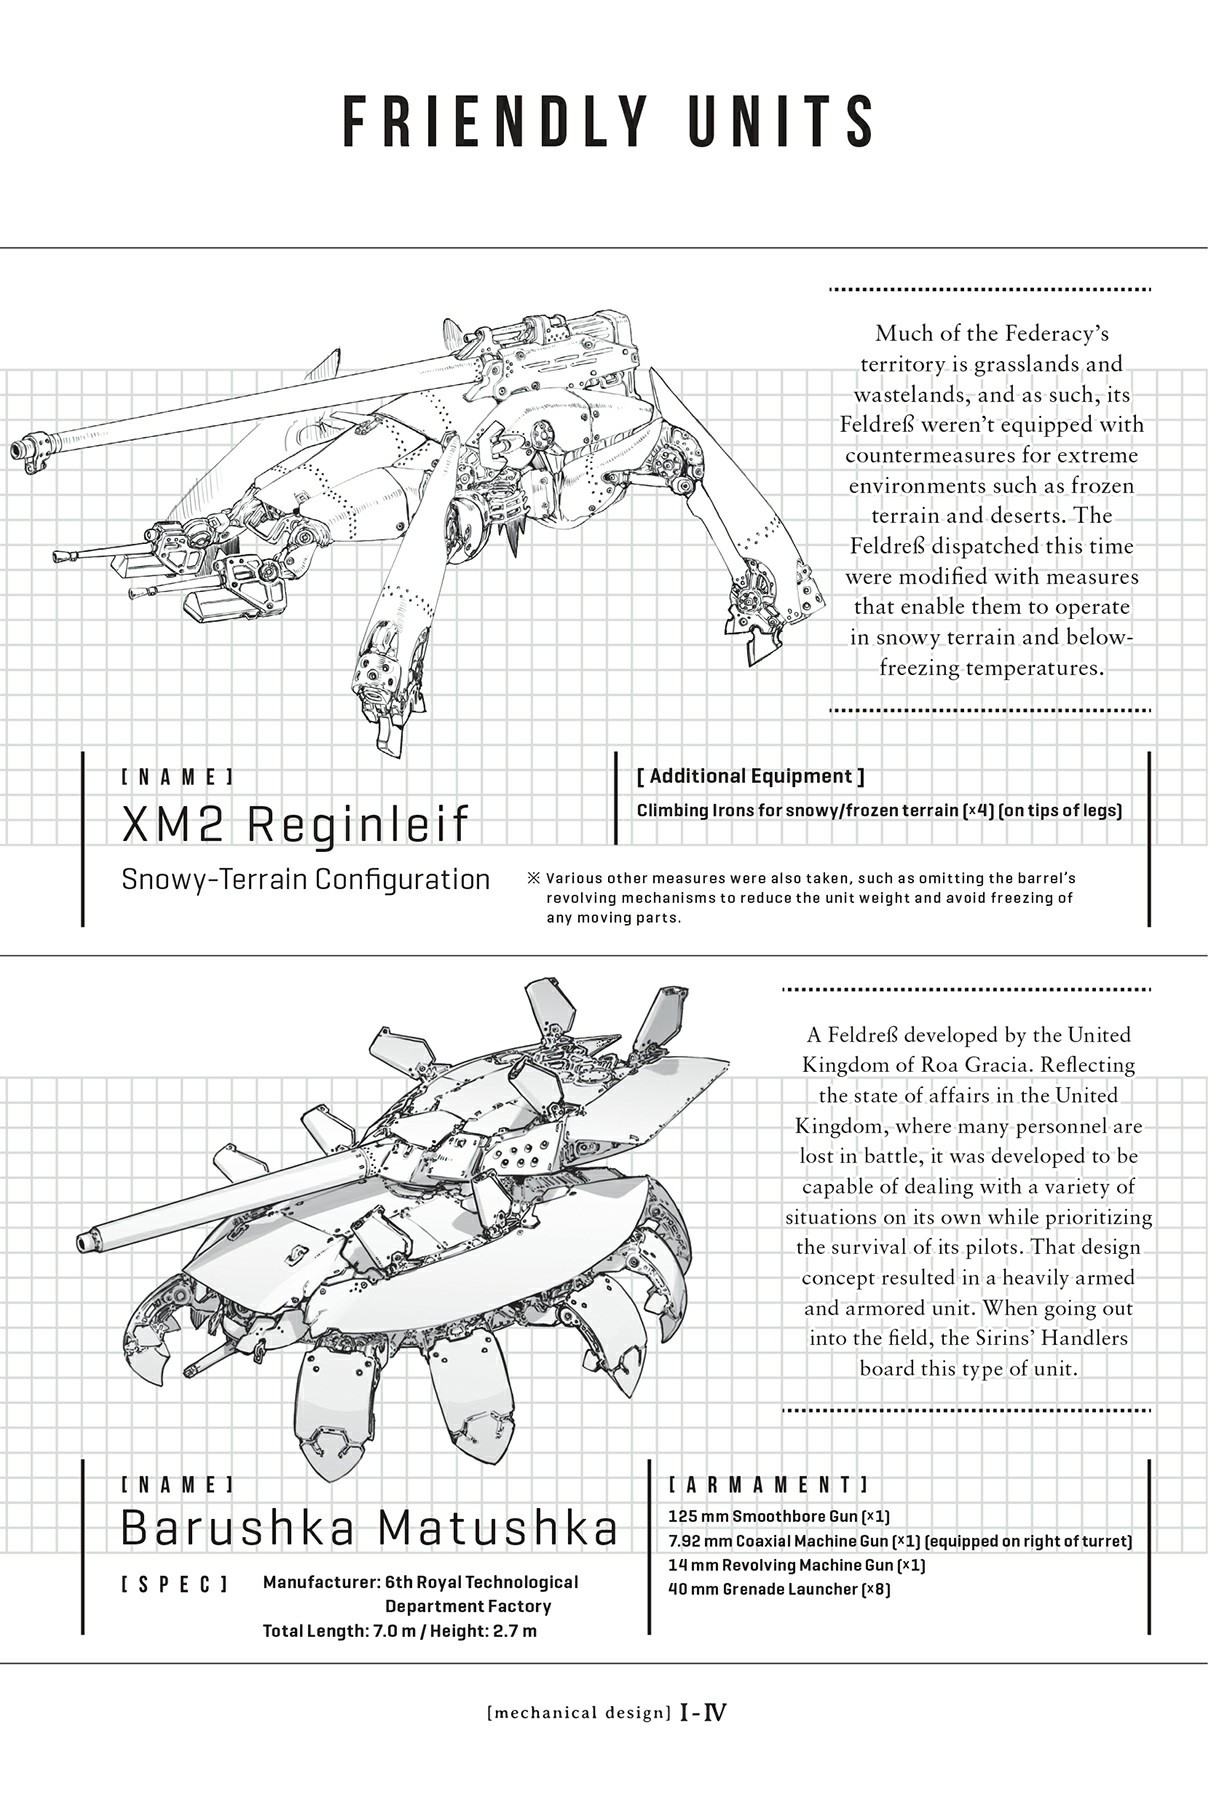 FRIENDLY UNITS
Much of the Federacy's
territory is grasslands and
wastelands, and as such, its
Feldreß weren't equipped with
countermeasures for extreme
environments such as frozen
terrain and deserts. The
Feldreß dispatched this time
were modified with measures
that enable them to operate
in snowy terrain and below-
freezing temperatures.
[NAME]
XM2 Reginleif
Snowy-Terrain Configuration
[ Additional Equipment ]
Climbing Irons for snowy/frozen terrain (×4) (on tips of legs)
※ Various other measures were also taken, such as omitting the barrel's
revolving mechanisms to reduce the unit weight and avoid freezing of
any moving parts.
A Feldreß developed by the United
Kingdom of Roa Gracia. Reflecting
the state of affairs in the United
Kingdom, where many personnel are
lost in battle, it was developed to be
capable of dealing with a variety of
situations on its own while prioritizing
the survival of its pilots. That design
concept resulted in a heavily armed
and armored unit. When going out
into the field, the Sirins' Handlers
board this type of unit.
[NAME]
Barushka Matushka
[SPEC]
Manufacturer: 6th Royal Technological
Department Factory
Total Length: 7.0 m / Height: 2.7 m
[ARMAMENT]
125 mm Smoothbore Gun (×1)
7.92 mm Coaxial Machine Gun (×1) (equipped on right of turret)
14 mm Revolving Machine Gun (×1)
40 mm Grenade Launcher (×8)
[mechanical design] I-IV